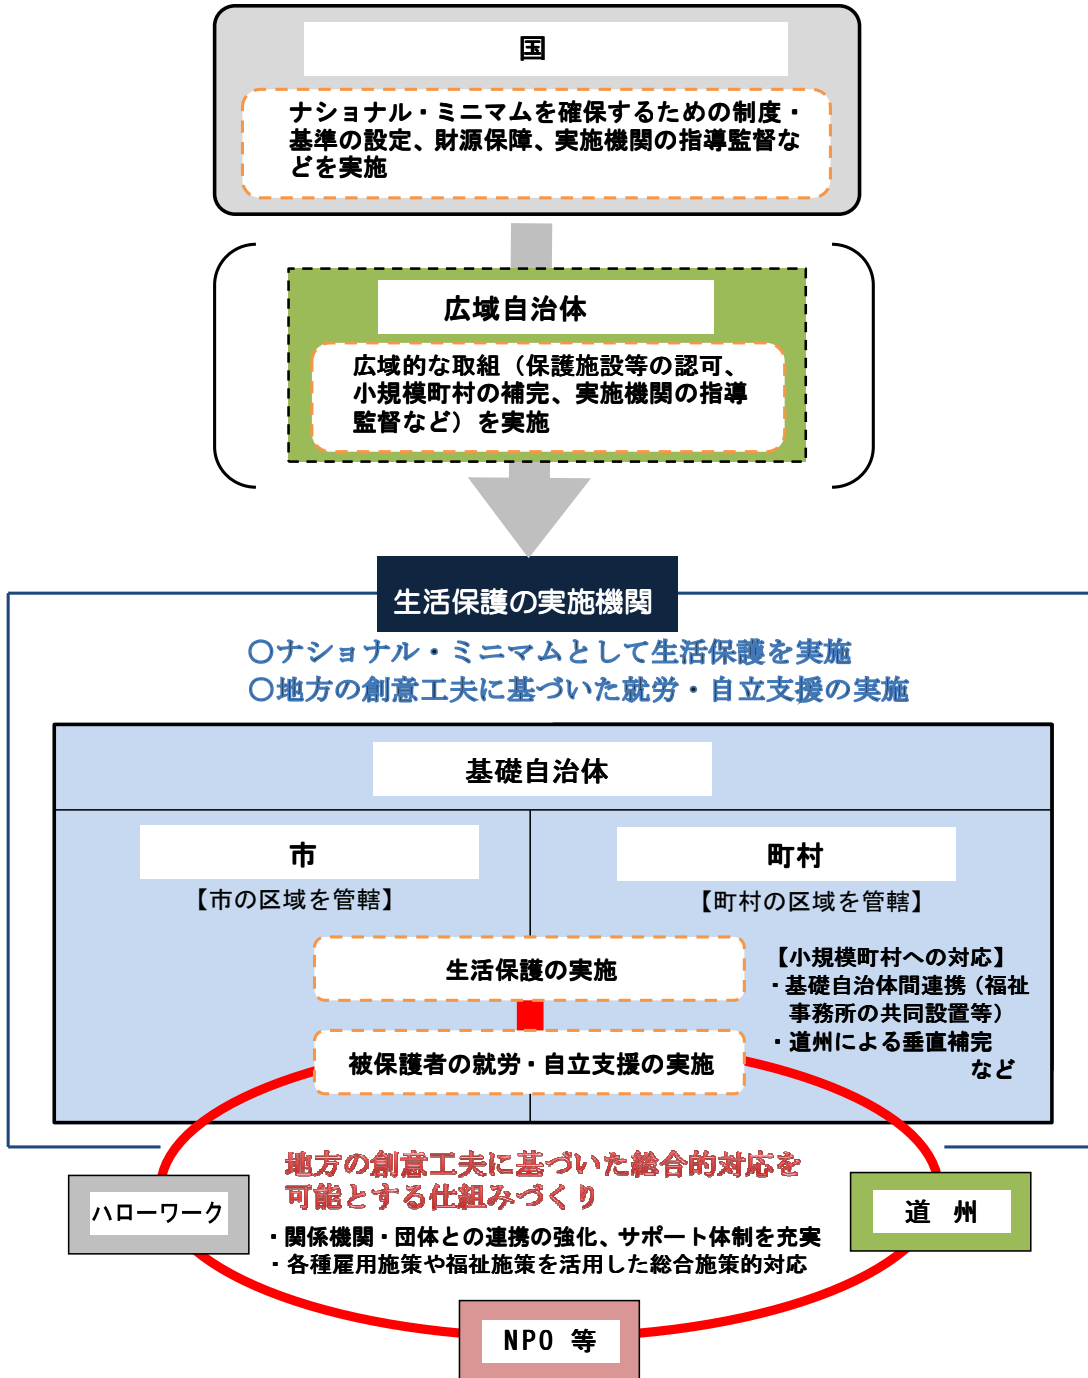 国
ナショナル・ミニマムを確保するための制度・
基準の設定、財源保障、実施機関の指導監督な
どを実施
広域自治体
広域的な取組（保護施設等の認可、
小規模町村の補完、実施機関の指導
監督など）を実施
生活保護の実施機関
○ナショナル・ミニマムとして生活保護を実施
○地方の創意工夫に基づいた就労・自立支援の実施
基礎自治体
市
【市の区域を管轄】
町村
【町村の区域を管轄】
生活保護の実施
被保護者の就労・自立支援の実施
【小規模町村への対応】
・基礎自治体間連携（福祉
事務所の共同設置等）
・道州による垂直補完
など
地方の創意工夫に基づいた総合的対応を
可能とする仕組みづくり
・関係機関・団体との連携の強化、サポート体制を充実
・各種雇用施策や福祉施策を活用した総合施策的対応
ハローワーク
道 州
NPO 等